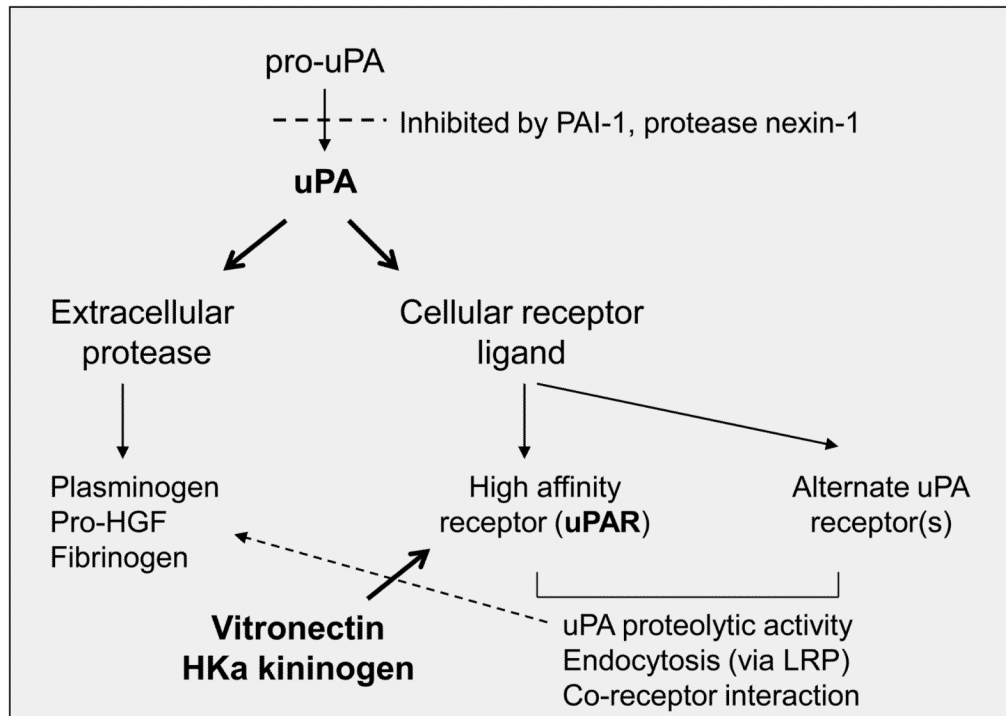 pro-uPA
Inhibited by PAI-1, protease nexin-1
uPA
Extracellular
protease
Cellular receptor
ligand
Plasminogen
Pro-HGF
Fibrinogen
High affinity
receptor (uPAR)
Alternate uPA
receptor(s)
Vitronectin
HKa kininogen
uPA proteolytic activity
Endocytosis (via LRP)
Co-receptor interaction